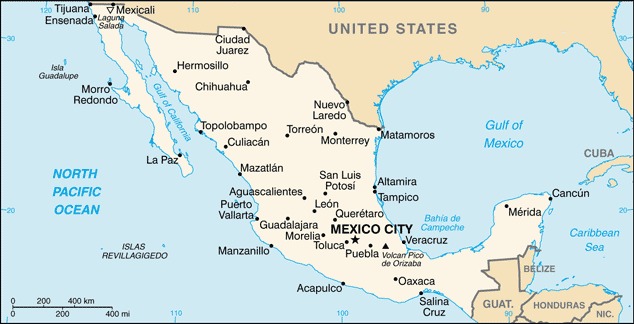 Tijuana
Mexicali
Ensenada
Laguna
Salada
110
100
90
UNITED STATES
30
30
Ciudad
Juarez
Isla
Guadalupe
Hermosillo
Chihuahua
Morro
Redondo
Gulf of California
Nuevo
Laredo
Topolobampo
Torreón
Monterrey
Matamoros
Gulf of
Mexico
Culiacán
La Paz
CUBA
NORTH
PACIFIC
OCEAN
Mazatlán
San Luis
Potosí
Altamira
Tampico
Aguascalientes
Cancún
León
Puerto
Vallarta
Querétaro
Mérida
20
20
Guadalajara
Bahía de
Campeche
MEXICO CITY
Morelia
Caribbean
Sea
ISLAS
REVILLAGIGEDO
Manzanillo
Toluca
Puebla
Veracruz
Volcan Pico
de Orizaba
BELIZE
Acapulco
Oaxaca
Salina
Cruz
GUAT.
HONDURAS
NIC.
0 200 400 km
0 200 400 mi
110
100
90